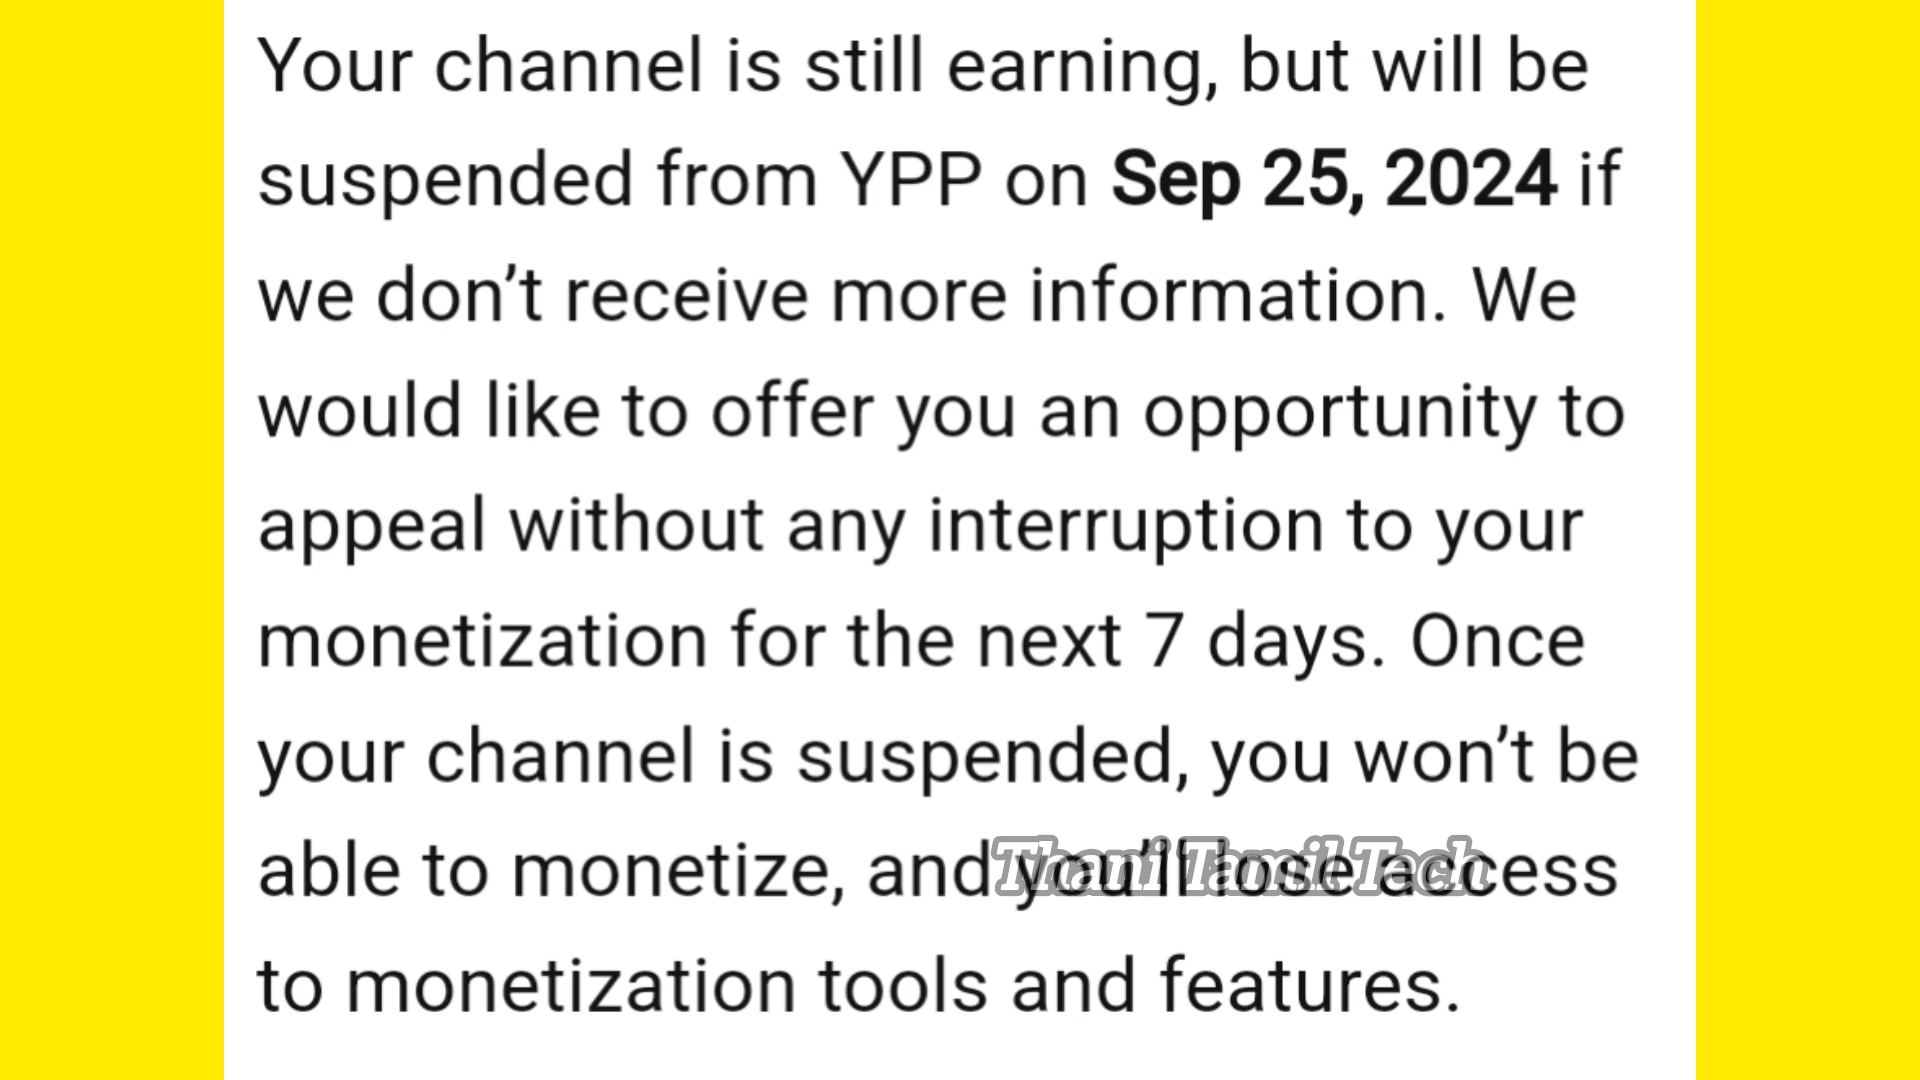 Your channel is still earning, but will be
suspended from YPP on Sep 25, 2024 if
we don’t receive more information. We
would like to offer you an opportunity to
appeal without any interruption to your
monetization for the next 7 days. Once
your channel is suspended, you won’t be
able to monetize, and you’ll lose access
Thani Tamil Tech
to monetization tools and features.